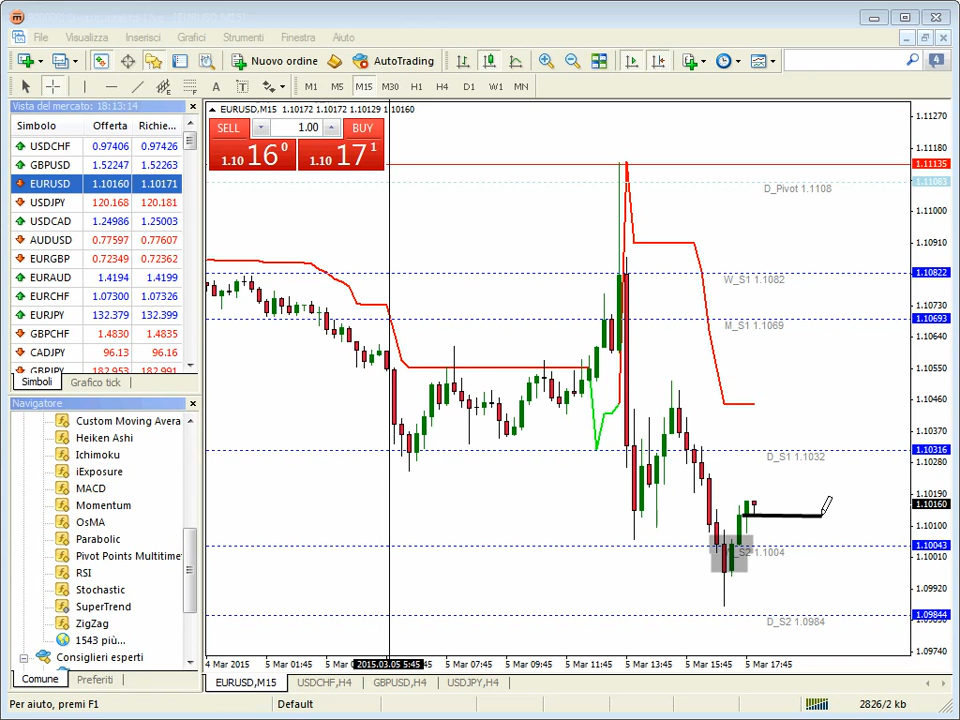 File Visualizza Inserisci Grafici Strumenti Finestra Aiuto
Nuovo ordine AutoTrading 4
A T M1 M5 M15 M30 H1 H4 D1 W1 MN
Vista del mercato: 18:13:14
Simbolo Offerta Richie...
USDCHF 0.97406 0.97426
GBPUSD 1.52247 1.52263
EURUSD 1.10160 1.10171
USDJPY 120.168 120.181
USDCAD 1.24986 1.25003
AUDUSD 0.77597 0.77607
EURGBP 0.72349 0.72362
EURAUD 1.4194 1.4199
EURCHF 1.07300 1.07326
EURJPY 132.379 132.399
GBPCHF 1.4830 1.4835
CADJPY 96.13 96.16
GBPJPY 182.953 182.991
Simboli Grafico tick
Navigatore
Custom Moving Avera
Heiken Ashi
Ichimoku
iExposure
MACD
Momentum
OsMA
Parabolic
Pivot Points Multitime
RSI
Stochastic
SuperTrend
ZigZag
1543 più...
Consiglieri esperti
Comune Preferiti
EURUSD,M15 1.10172 1.10172 1.10129 1.10160
SELL 1.00 BUY
1.10 16 0 1.10 17 1
D_Pivot 1.1108
W_S1 1.1082
M_S1 1.1069
D_S1 1.1032
_S2 1.1004
D_S2 1.0984
1.11270
1.11180
1.11135
1.11083
1.11000
1.10910
1.10822
1.10730
1.10693
1.10640
1.10550
1.10460
1.10370
1.10316
1.10280
1.10190
1.10160
1.10100
1.10043
1.10010
1.09920
1.09844
1.09740
4 Mar 2015 5 Mar 01:45 5 Mar 2015.03.05 5:45 :45 5 Mar 07:45 5 Mar 09:45 5 Mar 11:45 5 Mar 13:45 5 Mar 15:45 5 Mar 17:45
EURUSD,M15 USDCHF,H4 GBPUSD,H4 USDJPY,H4
Per aiuto, premi F1 Default 2826/2 kb